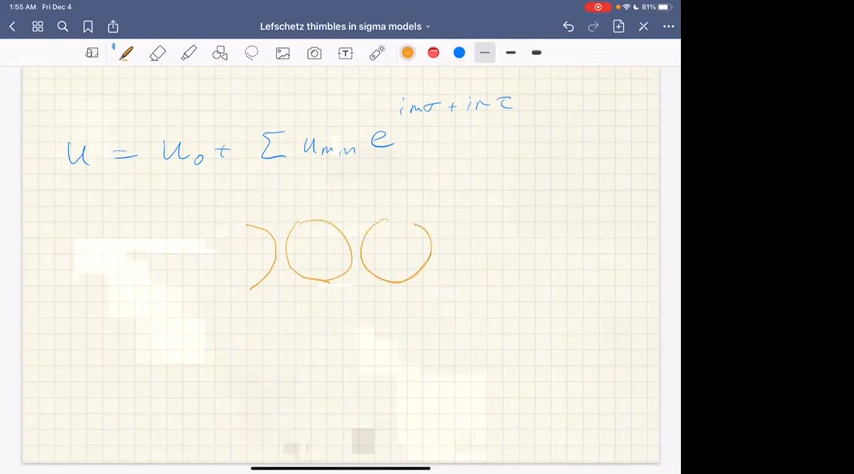 1:55 AM Fri Dec 4
81%
Lefschetz thimbles in sigma models
T
u = u₀ + Σ u_{m,n} e^{imσ + inτ}